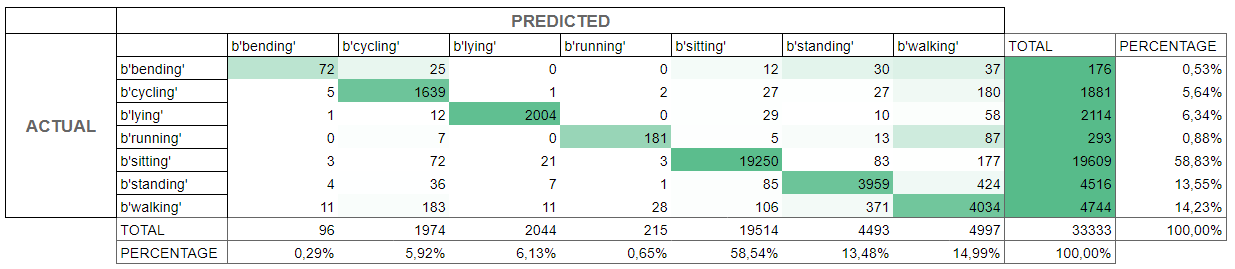 PREDICTED
b'bending' b'cycling' b'lying' b'running' b'sitting' b'standing' b'walking' TOTAL PERCENTAGE
b'bending' 72 25 0 0 12 30 37 176 0,53%
b'cycling' 5 1639 1 2 27 27 180 1881 5,64%
b'lying' 1 12 2004 0 29 10 58 2114 6,34%
ACTUAL
b'running' 0 7 0 181 5 13 87 293 0,88%
b'sitting' 3 72 21 3 19250 83 177 19609 58,83%
b'standing' 4 36 7 1 85 3959 424 4516 13,55%
b'walking' 11 183 11 28 106 371 4034 4744 14,23%
TOTAL 96 1974 2044 215 19514 4493 4997 33333 100,00%
PERCENTAGE 0,29% 5,92% 6,13% 0,65% 58,54% 13,48% 14,99% 100,00%